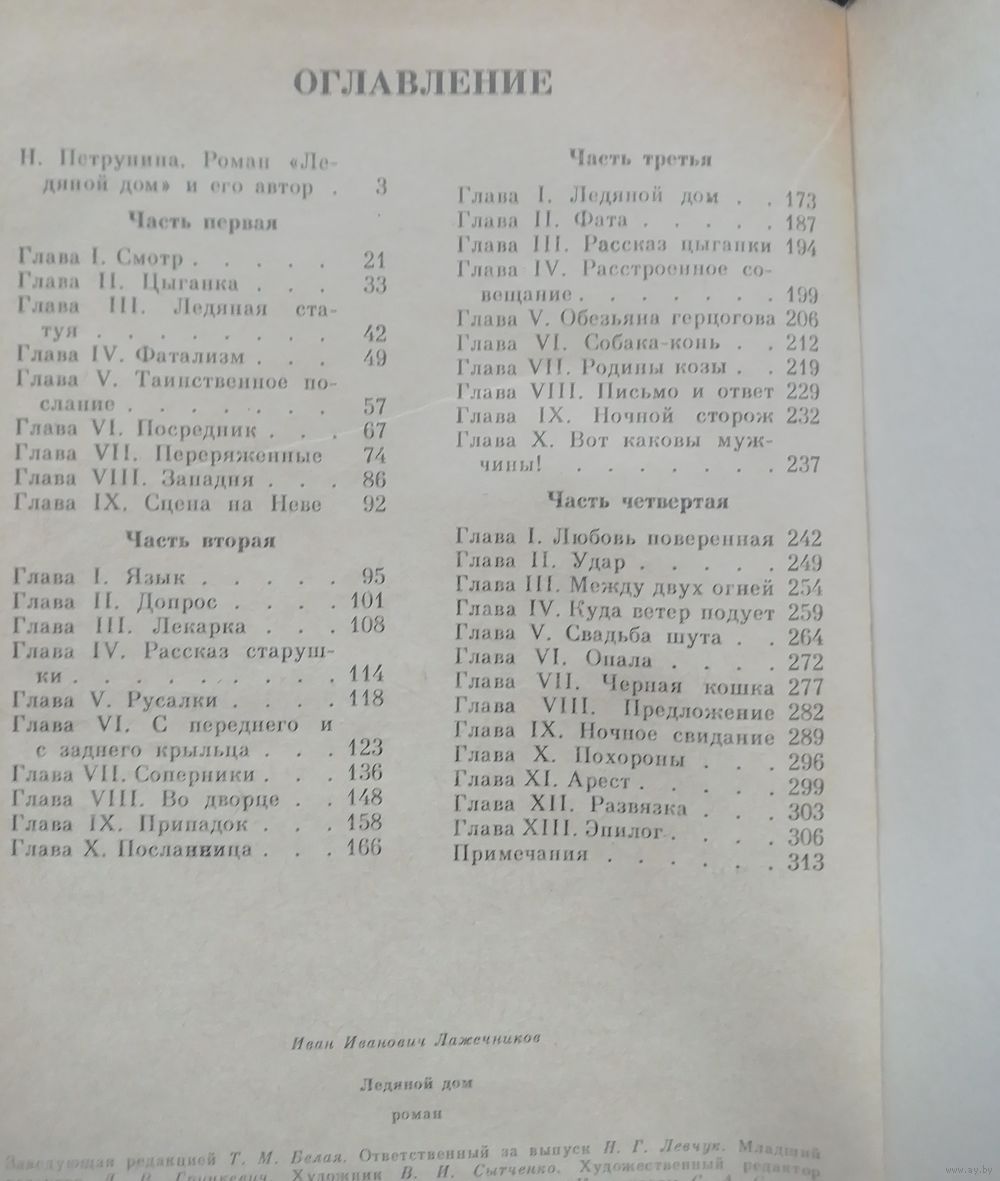 ОГЛАВЛЕНИЕ
Н. Петрунина. Роман «Ле-
дяной дом» и его автор . 3
Часть первая
Глава I. Смотр . . . . . 21
Глава II. Цыганка . . . 33
Глава III. Ледяная ста-
туя . . . . . . . . 42
Глава IV. Фатализм . . . 49
Глава V. Таинственное по-
слание . . . . . . . 57
Глава VI. Посредник . . . 67
Глава VII. Переряженные 74
Глава VIII. Западня . . . 86
Глава IX. Сцена на Неве 92
Часть вторая
Глава I. Язык . . . . . 95
Глава II. Допрос . . . . 101
Глава III. Лекарка . . . 108
Глава IV. Рассказ старуш-
ки . . . . . . . . . 114
Глава V. Русалки . . . . 118
Глава VI. С переднего и
с заднего крыльца . . . 123
Глава VII. Соперники . . . 136
Глава VIII. Во дворце . . 148
Глава IX. Припадок . . . 158
Глава X. Посланница . . . 166
Часть третья
Глава I. Ледяной дом . . 173
Глава II. Фата . . . . . 187
Глава III. Рассказ цыганки 194
Глава IV. Расстроенное со-
вещание . . . . . . . 199
Глава V. Обезьяна герцогова 206
Глава VI. Собака-конь . . 212
Глава VII. Родины козы . . 219
Глава VIII. Письмо и ответ 229
Глава IX. Ночной сторож 232
Глава X. Вот каковы муж-
чины! . . . . . . . 237
Часть четвертая
Глава I. Любовь поверенная 242
Глава II. Удар . . . . . 249
Глава III. Между двух огней 254
Глава IV. Куда ветер подует 259
Глава V. Свадьба шута . . 264
Глава VI. Опала . . . . 272
Глава VII. Черная кошка 277
Глава VIII. Предложение 282
Глава IX. Ночное свидание 289
Глава X. Похороны . . . 296
Глава XI. Арест . . . . . 299
Глава XII. Развязка . . . 303
Глава XIII. Эпилог . . . . 306
Примечания . . . . . . 313
Иван Иванович Лажечников
Ледяной дом
роман
Заведующая редакцией Т. М. Белая. Ответственный за выпуск Н. Г. Левчук. Младший
Художник В. И. Сытченко. Художественный редактор
www.ay.by